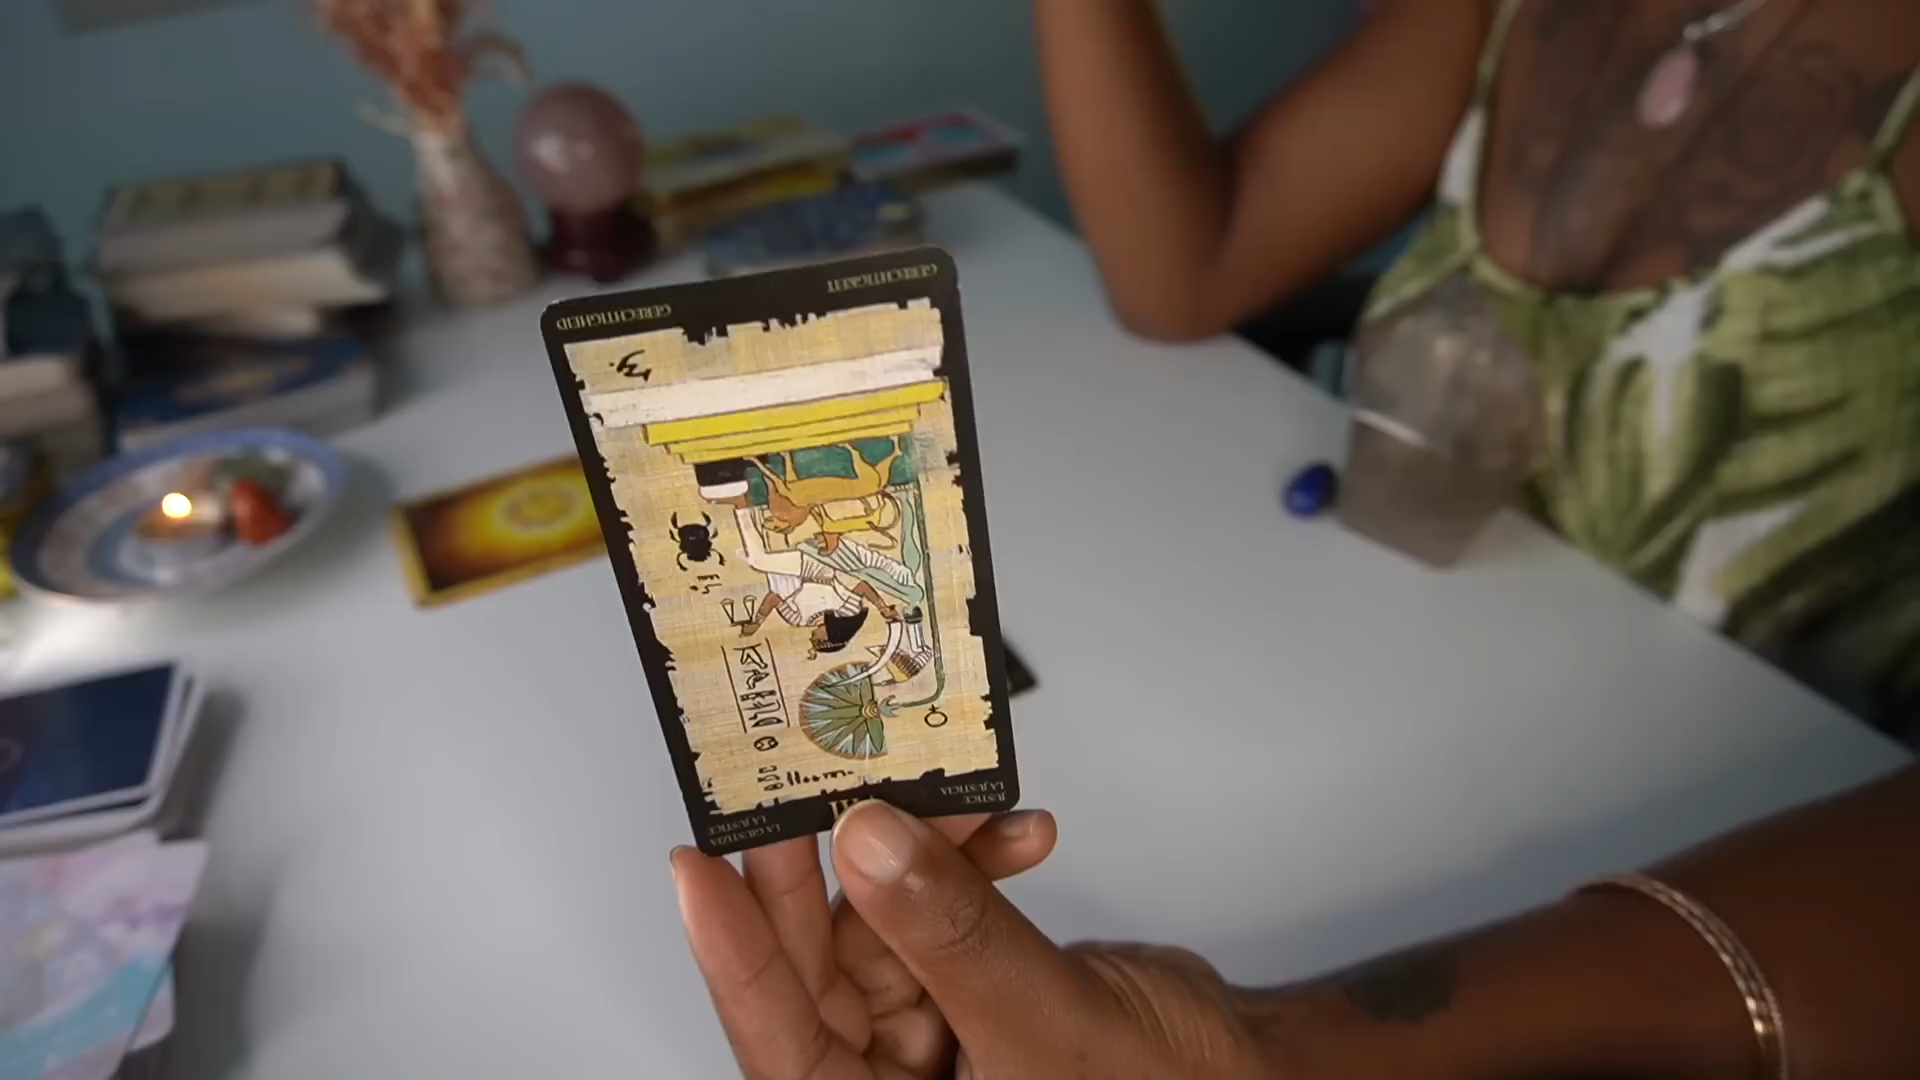 JUSTICE
LA JUSTICIA
LA GIUSTIZIA
LA JUSTICE
GERECHTIGKEIT
GERECHTIGHEID